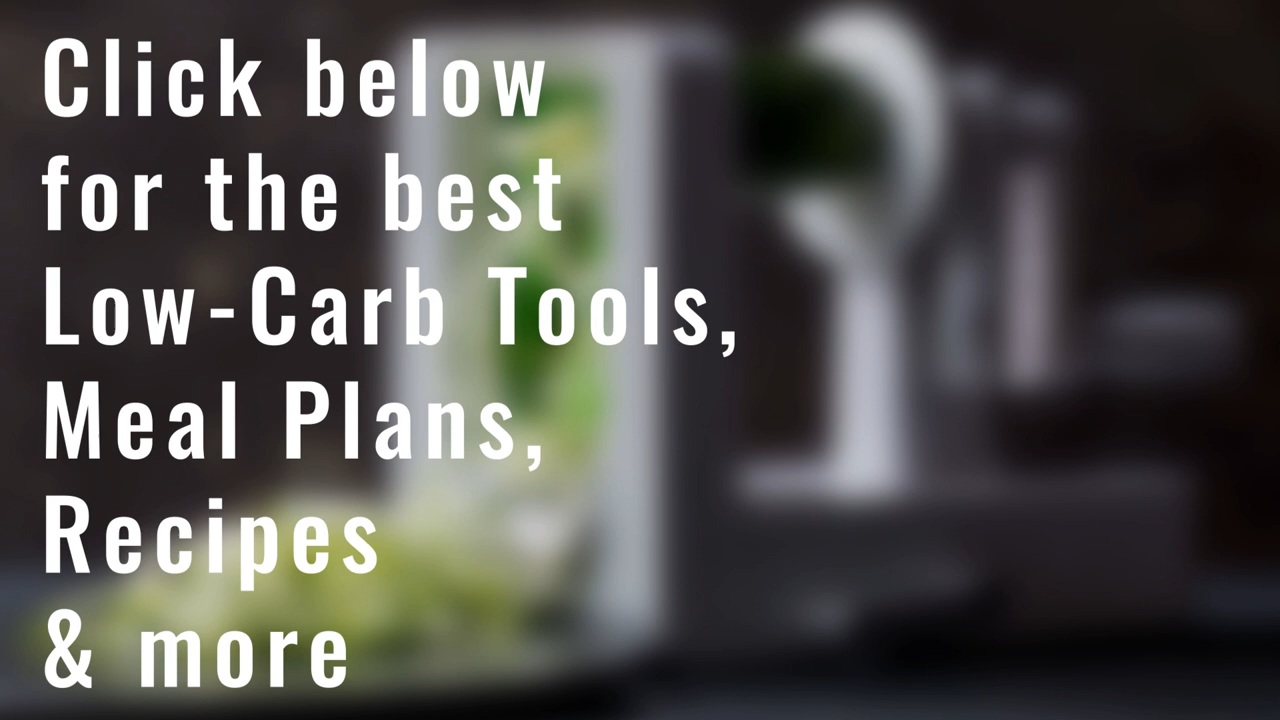 Click below
for the best
Low-Carb Tools,
Meal Plans,
Recipes
& more